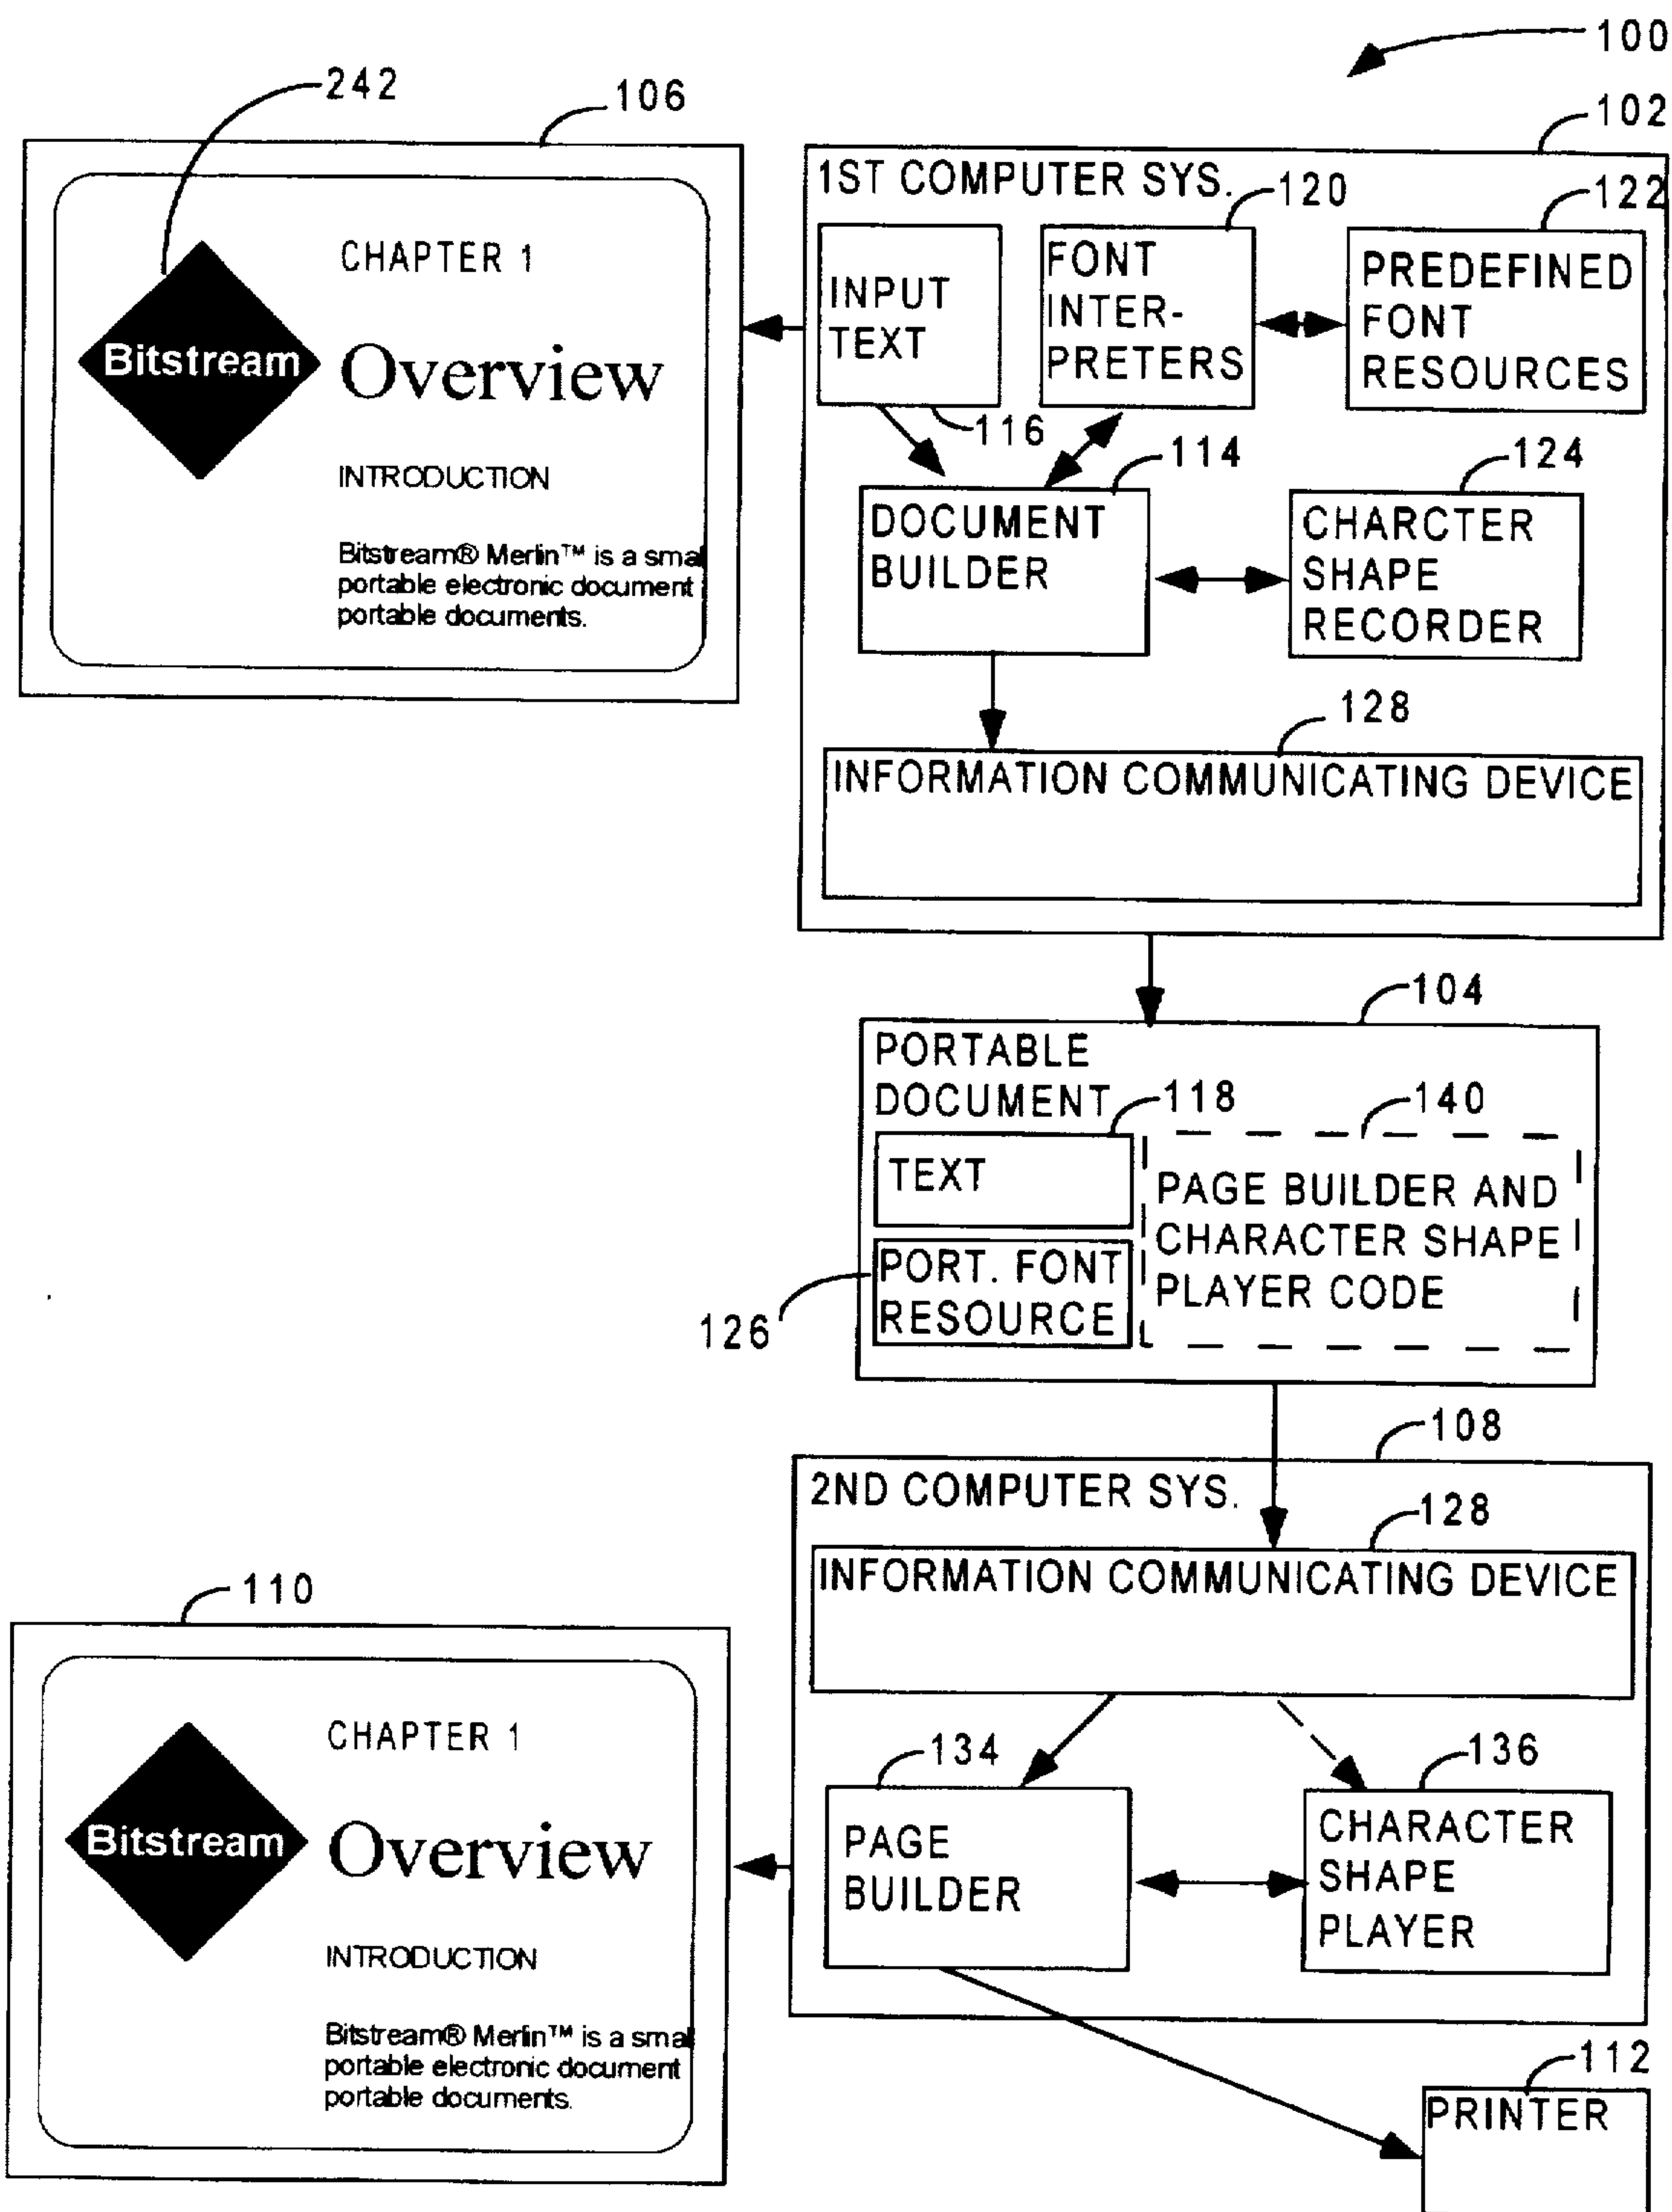 100
242
106
102
1ST COMPUTER SYS.
120
122
CHAPTER 1
Bitstream
Overview
INTRODUCTION
Bitstream® Merlin™ is a smal
portable electronic document
portable documents.
INPUT
TEXT
116
FONT
INTER-
PRETERS
PREDEFINED
FONT
RESOURCES
114
124
DOCUMENT
BUILDER
CHARCTER
SHAPE
RECORDER
128
INFORMATION COMMUNICATING DEVICE
104
PORTABLE
DOCUMENT
118
140
TEXT
PORT. FONT
RESOURCE
126
PAGE BUILDER AND
CHARACTER SHAPE
PLAYER CODE
108
2ND COMPUTER SYS.
128
INFORMATION COMMUNICATING DEVICE
110
CHAPTER 1
Bitstream
Overview
INTRODUCTION
Bitstream® Merlin™ is a smal
portable electronic document
portable documents.
134
136
PAGE
BUILDER
CHARACTER
SHAPE
PLAYER
112
PRINTER